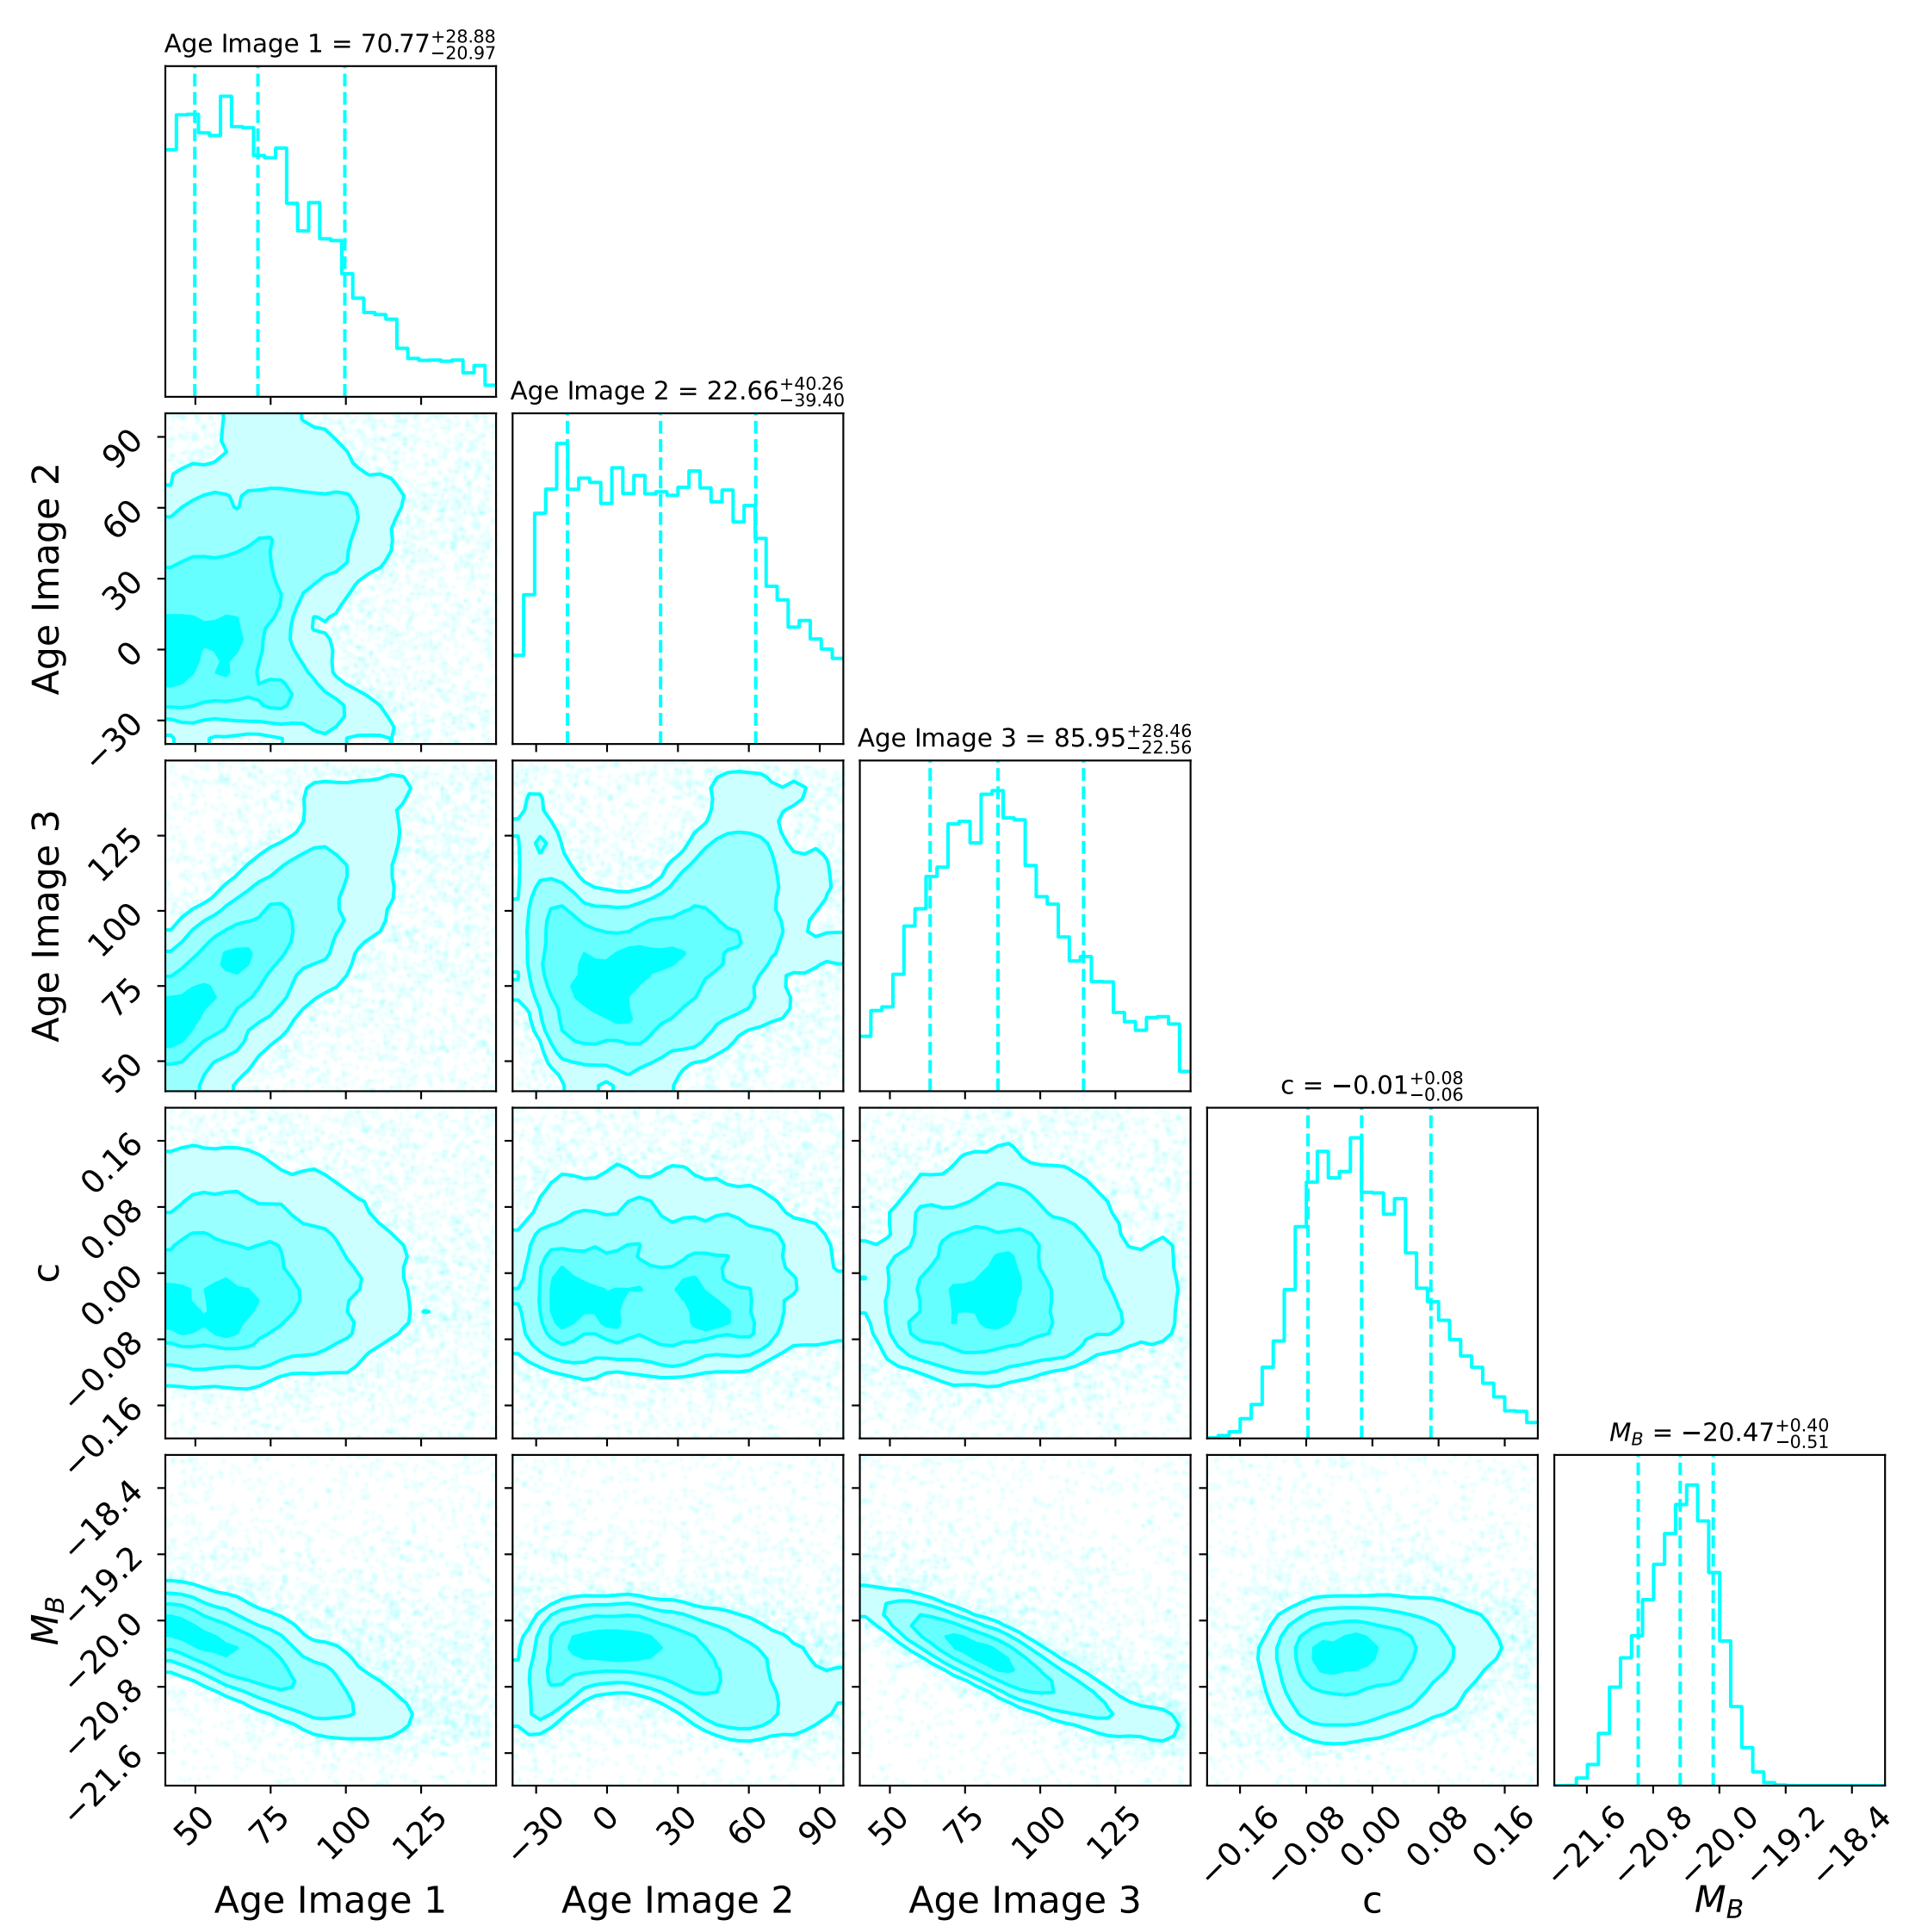 Age Image 1 = 70.77+28.88−20.97
Age Image 2 = 22.66+40.26−39.40
90
60
30
0
−30
Age Image 2
Age Image 3 = 85.95+28.46−22.56
125
100
75
50
Age Image 3
c = −0.01+0.08−0.06
0.16
0.08
0.00
−0.08
−0.16
c
MB = −20.47+0.40−0.51
−18.4
−19.2
−20.0
−20.8
−21.6
MB
50 75 100 125 −30 0 30 60 90 50 75 100 125 −0.16 −0.08 0.00 0.08 0.16 −21.6 −20.8 −20.0 −19.2 −18.4
Age Image 1 Age Image 2 Age Image 3 c MB